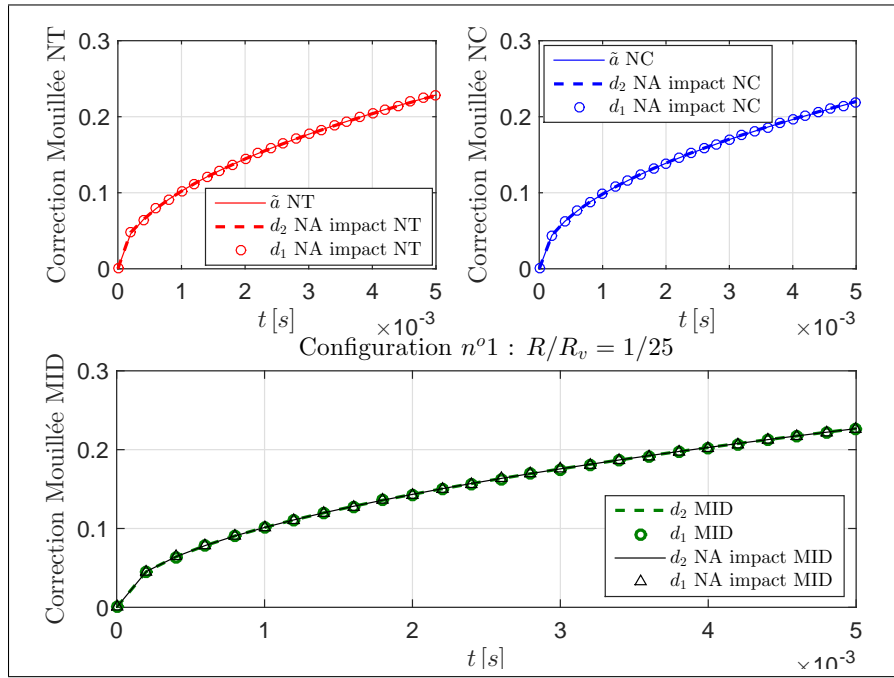 Correction Mouillée NT
0.3
0.2
0.1
0
ã NT
d₂ NA impact NT
d₁ NA impact NT
0 1 2 3 4 5
t [s]
×10⁻³
Correction Mouillée NC
0.3
0.2
0.1
0
ã NC
d₂ NA impact NC
d₁ NA impact NC
0 1 2 3 4 5
t [s]
×10⁻³
Configuration nº1 : R/Rᵥ = 1/25
Correction Mouillée MID
0.3
0.2
0.1
0
d₂ MID
d₁ MID
d₂ NA impact MID
d₁ NA impact MID
0 1 2 3 4 5
t [s]
×10⁻³